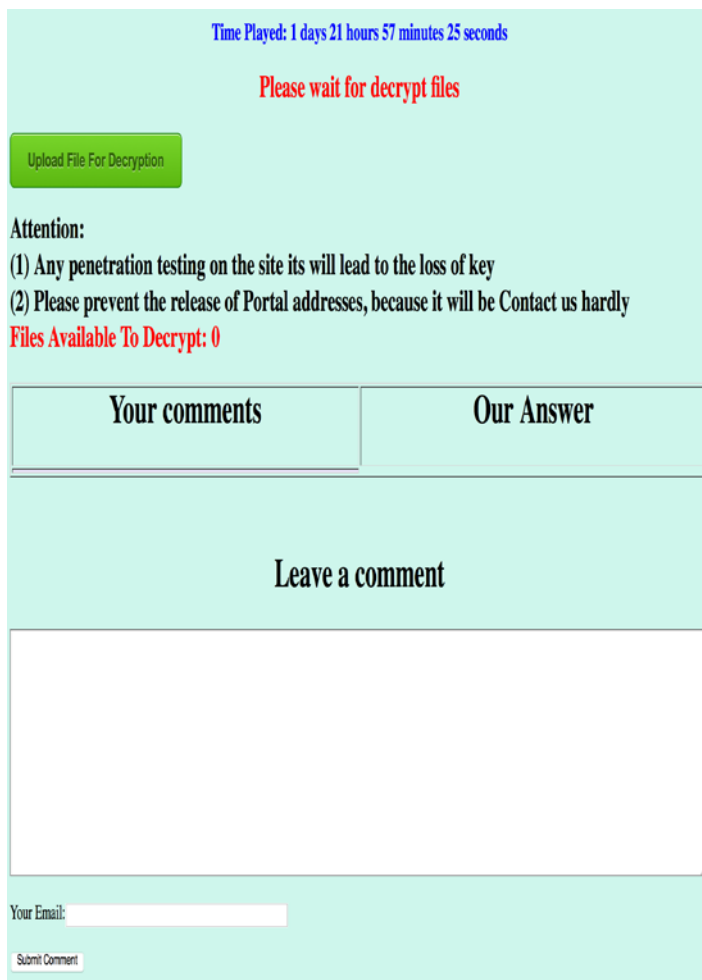 Time Played: 1 days 21 hours 57 minutes 25 seconds
Please wait for decrypt files
Upload File For Decryption
Attention:
(1) Any penetration testing on the site its will lead to the loss of key
(2) Please prevent the release of Portal addresses, because it will be Contact us hardly
Files Available To Decrypt: 0
Your comments Our Answer
Leave a comment
Your Email:
Submit Comment